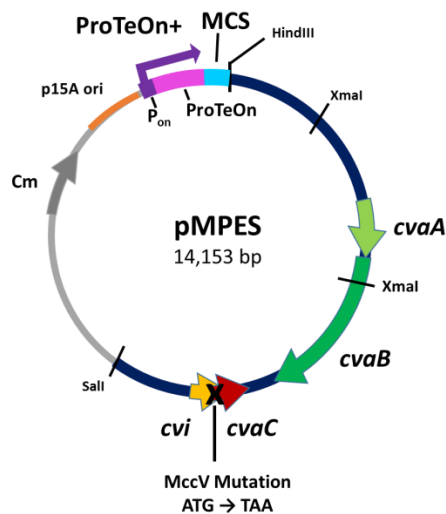 ProTeOn+
MCS
HindIII
p15A ori
XmaI
Pon
ProTeOn
Cm
pMPES
14,153 bp
cvaA
XmaI
cvaB
SalI
X
cvi
cvaC
MccV Mutation
ATG → TAA